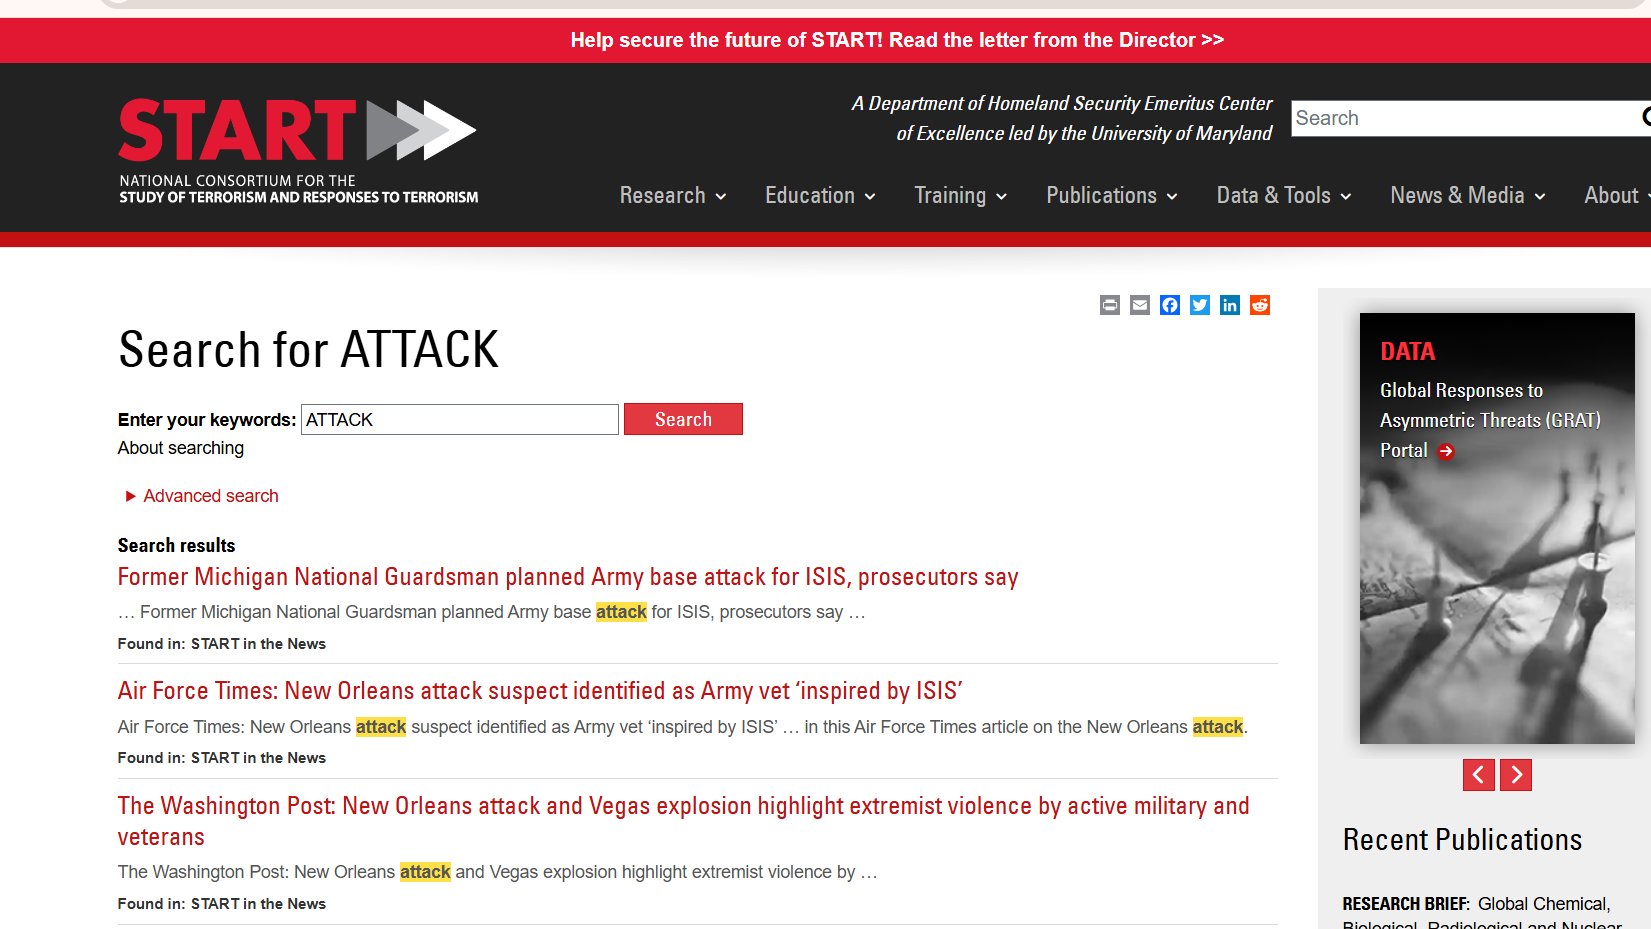 Help secure the future of START! Read the letter from the Director >>
START
NATIONAL CONSORTIUM FOR THE
STUDY OF TERRORISM AND RESPONSES TO TERRORISM
A Department of Homeland Security Emeritus Center
of Excellence led by the University of Maryland
Search
Research
Education
Training
Publications
Data & Tools
News & Media
About
Search for ATTACK
Enter your keywords: ATTACK Search
About searching
Advanced search
Search results
Former Michigan National Guardsman planned Army base attack for ISIS, prosecutors say
… Former Michigan National Guardsman planned Army base attack for ISIS, prosecutors say …
Found in: START in the News
Air Force Times: New Orleans attack suspect identified as Army vet ‘inspired by ISIS’
Air Force Times: New Orleans attack suspect identified as Army vet ‘inspired by ISIS’ … in this Air Force Times article on the New Orleans attack.
Found in: START in the News
The Washington Post: New Orleans attack and Vegas explosion highlight extremist violence by active military and
veterans
The Washington Post: New Orleans attack and Vegas explosion highlight extremist violence by …
Found in: START in the News
DATA
Global Responses to
Asymmetric Threats (GRAT)
Portal
Recent Publications
RESEARCH BRIEF: Global Chemical,
Biological, Radiological and Nuclear